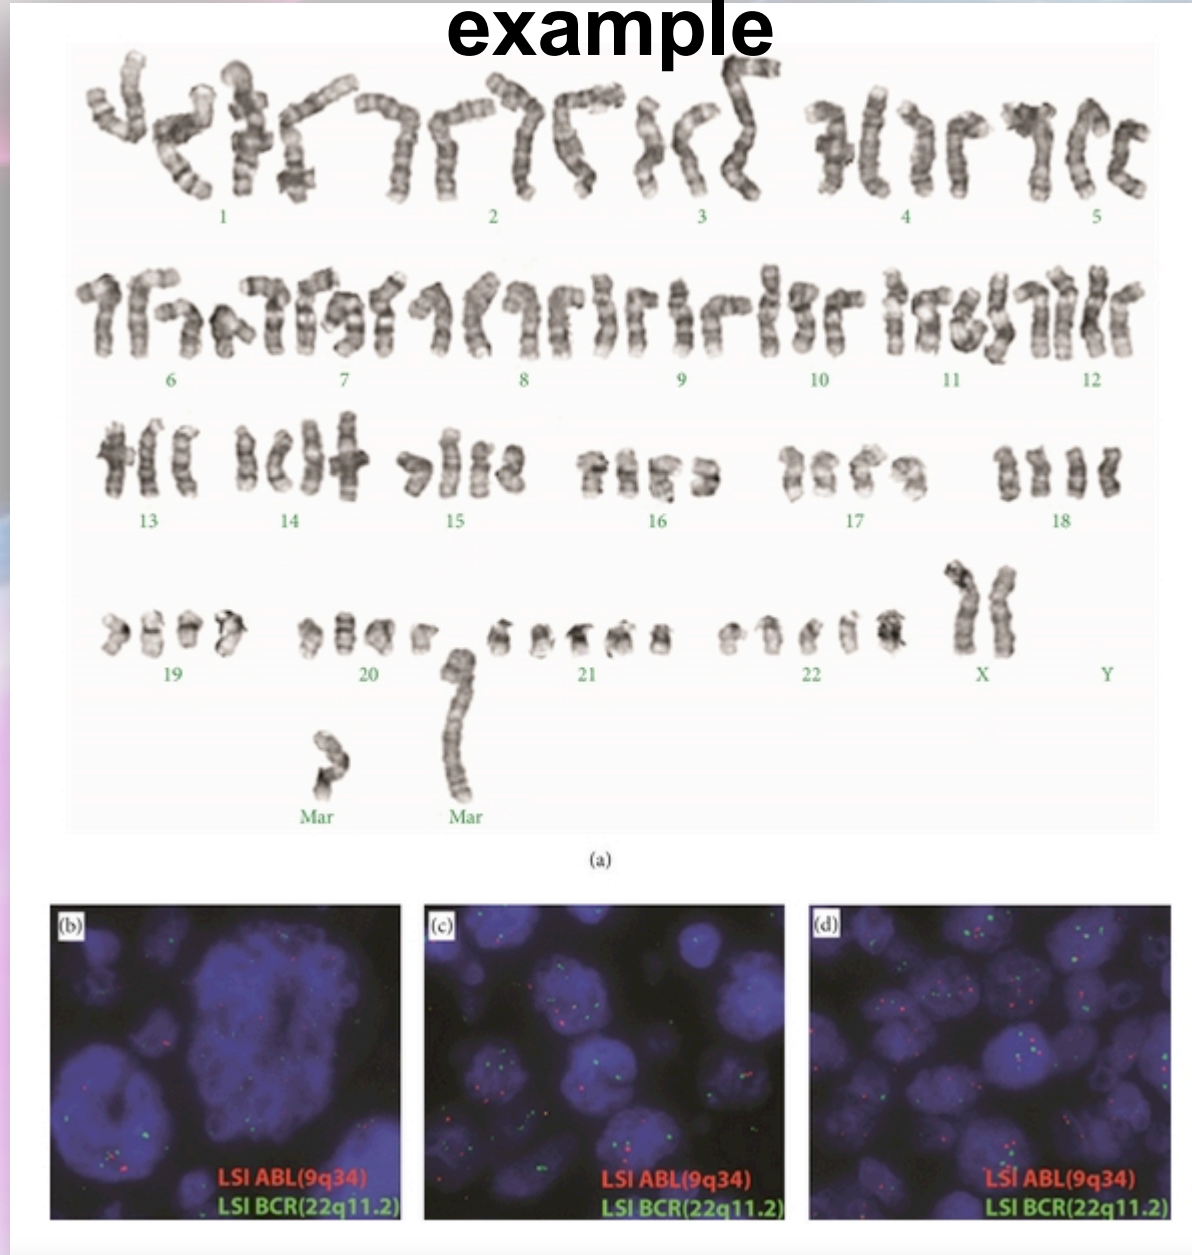 example
1 2 3 4 5
6 7 8 9 10 11 12
13 14 15 16 17 18
19 20 21 22 X Y
Mar Mar
(a)
(b) (c) (d)
LSI ABL(9q34) LSI ABL(9q34) LSI ABL(9q34)
LSI BCR(22q11.2) LSI BCR(22q11.2) LSI BCR(22q11.2)